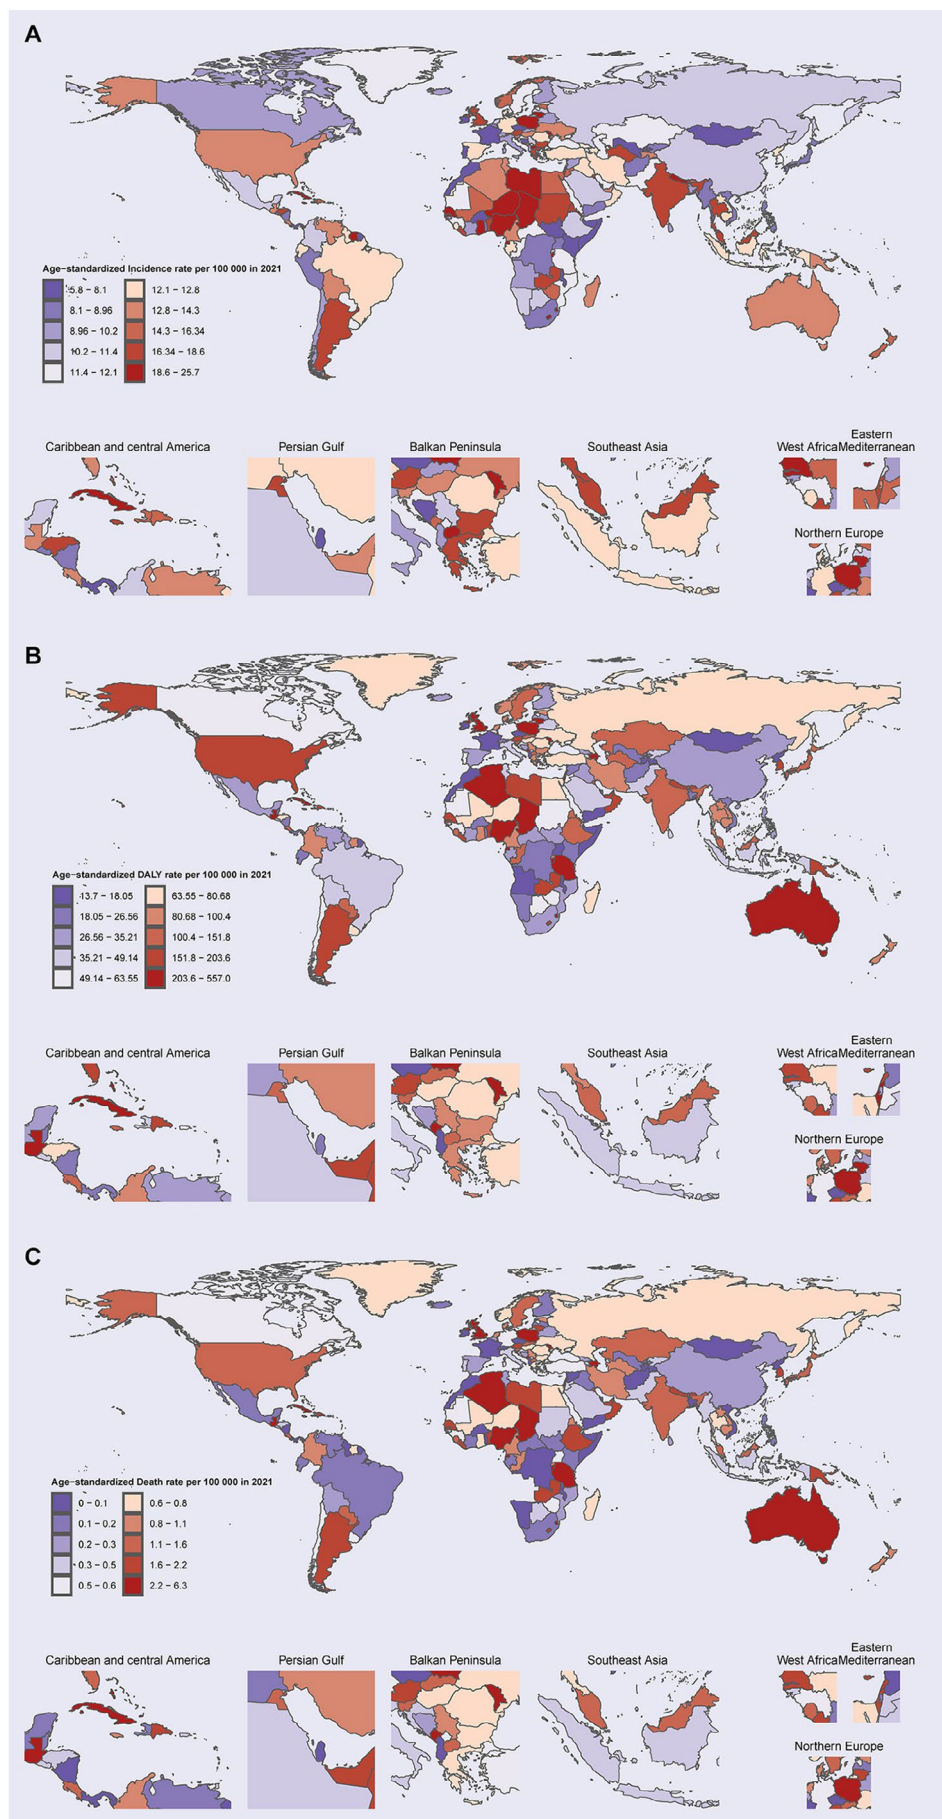 A
Age-standardized Incidence rate per 100 000 in 2021
5.8 – 8.1
12.1 – 12.8
8.1 – 8.96
12.8 – 14.3
8.96 – 10.2
14.3 – 16.34
10.2 – 11.4
16.34 – 18.6
11.4 – 12.1
18.6 – 25.7
Caribbean and central America
Persian Gulf
Balkan Peninsula
Southeast Asia
West Africa
Eastern
Mediterranean
Northern Europe
B
Age-standardized DALY rate per 100 000 in 2021
13.7 – 18.05
63.55 – 80.68
18.05 – 26.56
80.68 – 100.4
26.56 – 35.21
100.4 – 151.8
35.21 – 49.14
151.8 – 203.6
49.14 – 63.55
203.6 – 557.0
Caribbean and central America
Persian Gulf
Balkan Peninsula
Southeast Asia
West Africa
Eastern
Mediterranean
Northern Europe
C
Age-standardized Death rate per 100 000 in 2021
0 – 0.1
0.6 – 0.8
0.1 – 0.2
0.8 – 1.1
0.2 – 0.3
1.1 – 1.6
0.3 – 0.5
1.6 – 2.2
0.5 – 0.6
2.2 – 6.3
Caribbean and central America
Persian Gulf
Balkan Peninsula
Southeast Asia
West Africa
Eastern
Mediterranean
Northern Europe